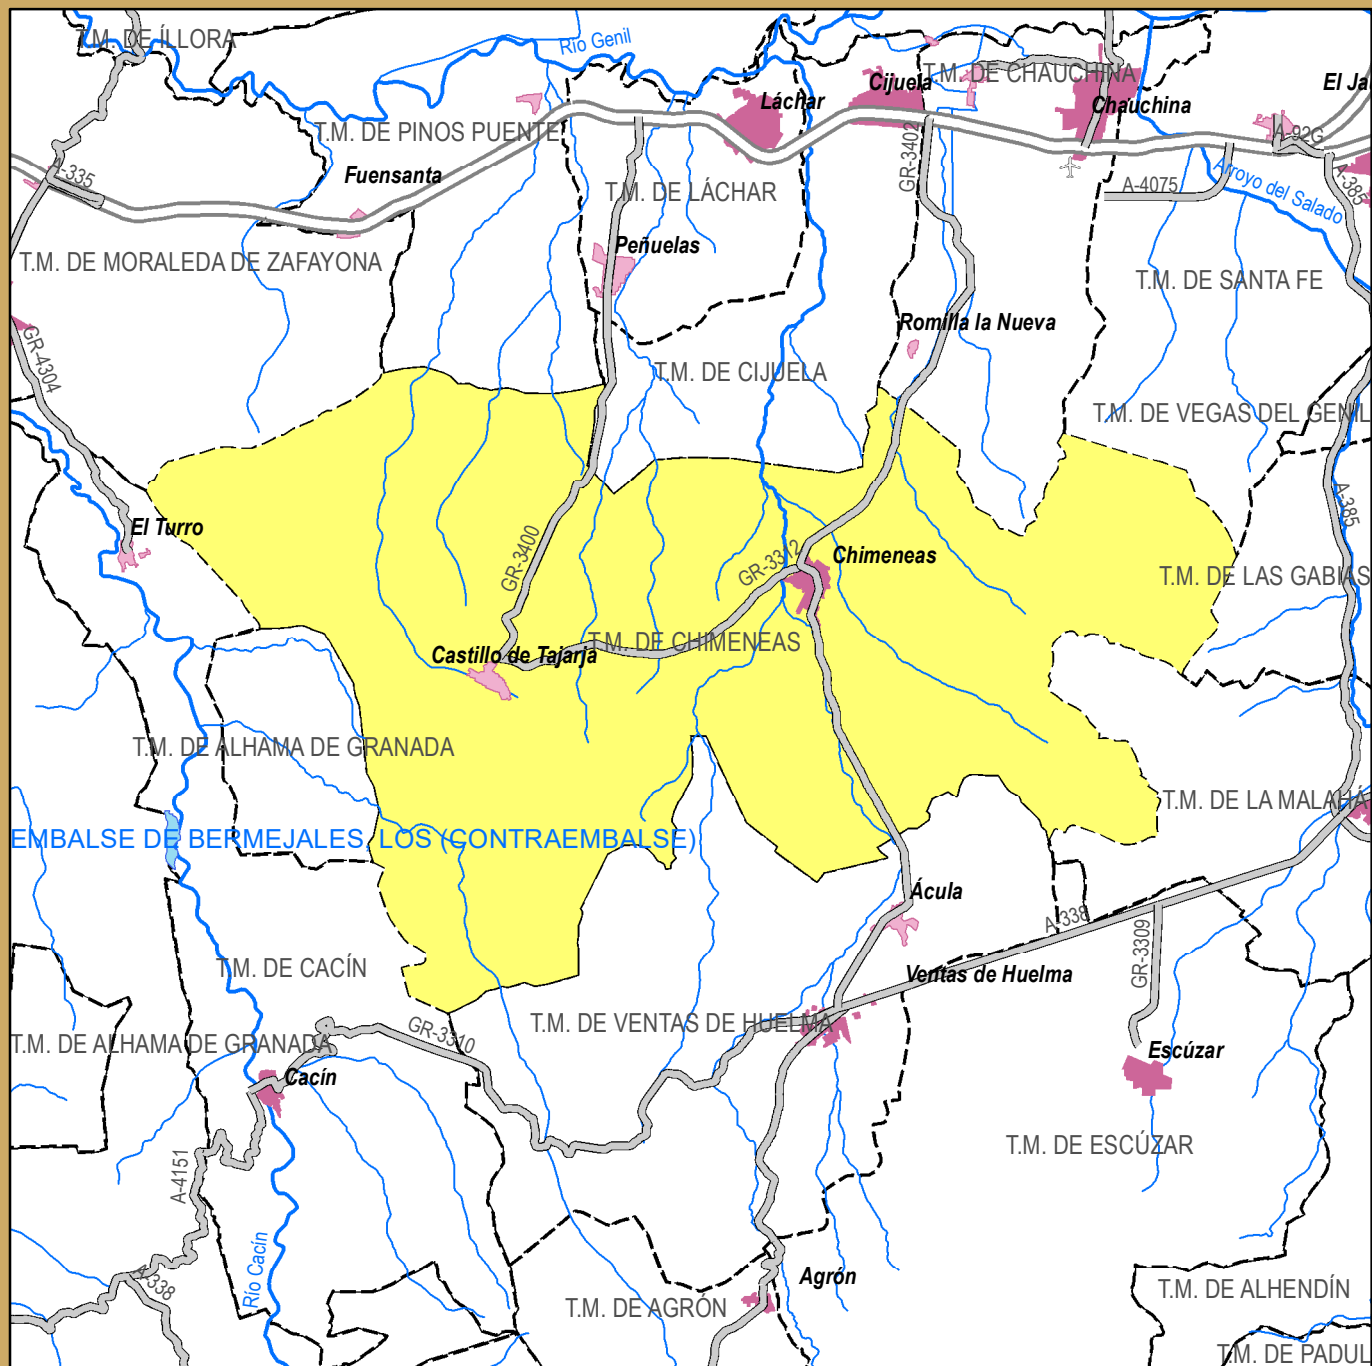 T.M. DE ÍLLORA
Río Genil
T.M. DE CHAUCHINA
Cijuela
El Ja
Láchar
Chauchina
T.M. DE PINOS PUENTE
A-92G
GR-3402
Fuensanta
A-335
T.M. DE LÁCHAR
A-4075
Arroyo del Salado
A-385
Peñuelas
T.M. DE MORALEDA DE ZAFAYONA
T.M. DE SANTA FE
Romilla la Nueva
GR-4304
T.M. DE CIJUELA
T.M. DE VEGAS DEL GENIL
A-385
El Turro
GR-3400
GR-3312
Chimeneas
T.M. DE LAS GABIAS
T.M. DE CHIMENEAS
Castillo de Tajarja
T.M. DE ALHAMA DE GRANADA
T.M. DE LA MALAHÁ
EMBALSE DE BERMEJALES, LOS (CONTRAEMBALSE)
Ácula
A-338
GR-3309
T.M. DE CACÍN
Ventas de Huelma
T.M. DE VENTAS DE HUELMA
GR-3310
T.M. DE ALHAMA DE GRANADA
Escúzar
Cacín
T.M. DE ESCÚZAR
A-4151
Río Cacín
A-338
Agrón
T.M. DE ALHENDÍN
T.M. DE AGRÓN
T.M. DE PADUL